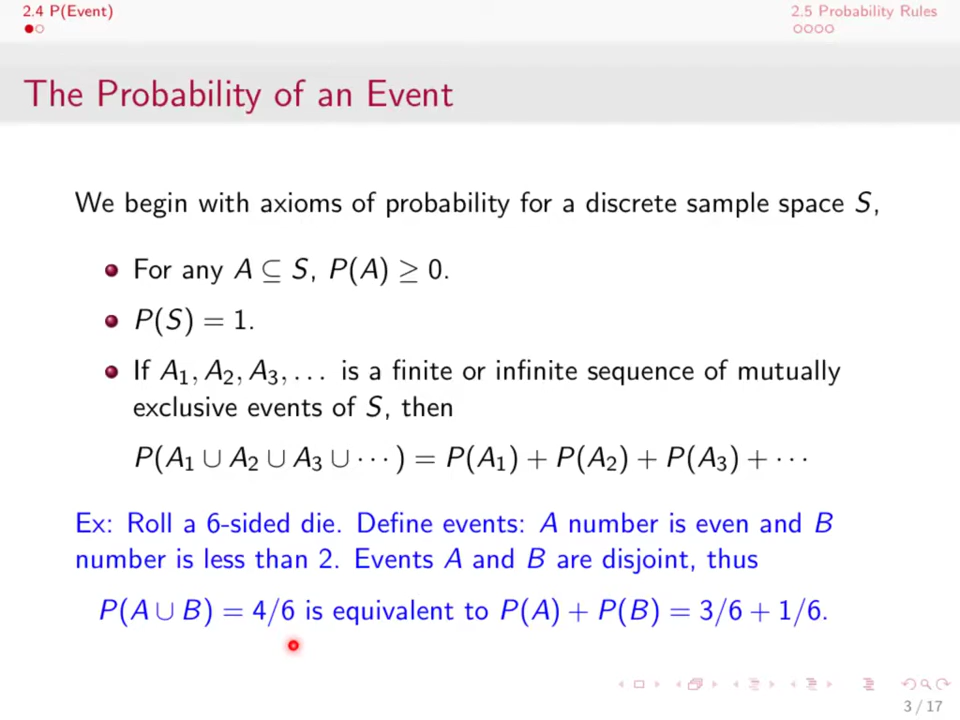 2.4 P(Event) 2.5 Probability Rules
The Probability of an Event
We begin with axioms of probability for a discrete sample space S,
For any A ⊆ S, P(A) ≥ 0.
P(S) = 1.
If A₁, A₂, A₃, . . . is a finite or infinite sequence of mutually
exclusive events of S, then
P(A₁ ∪ A₂ ∪ A₃ ∪ · · · ) = P(A₁) + P(A₂) + P(A₃) + · · ·
Ex: Roll a 6-sided die. Define events: A number is even and B
number is less than 2. Events A and B are disjoint, thus
P(A ∪ B) = 4/6 is equivalent to P(A) + P(B) = 3/6 + 1/6.
3 / 17